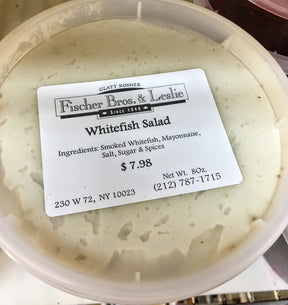 GLATT KOSHER
Fischer Bros. & Leslie
SINCE 1949
Whitefish Salad
Ingredients: Smoked Whitefish, Mayonnaise,
Salt, Sugar & Spices
$ 7.98
Net Wt. 8oz.
230 W 72, NY 10023
(212) 787-1715